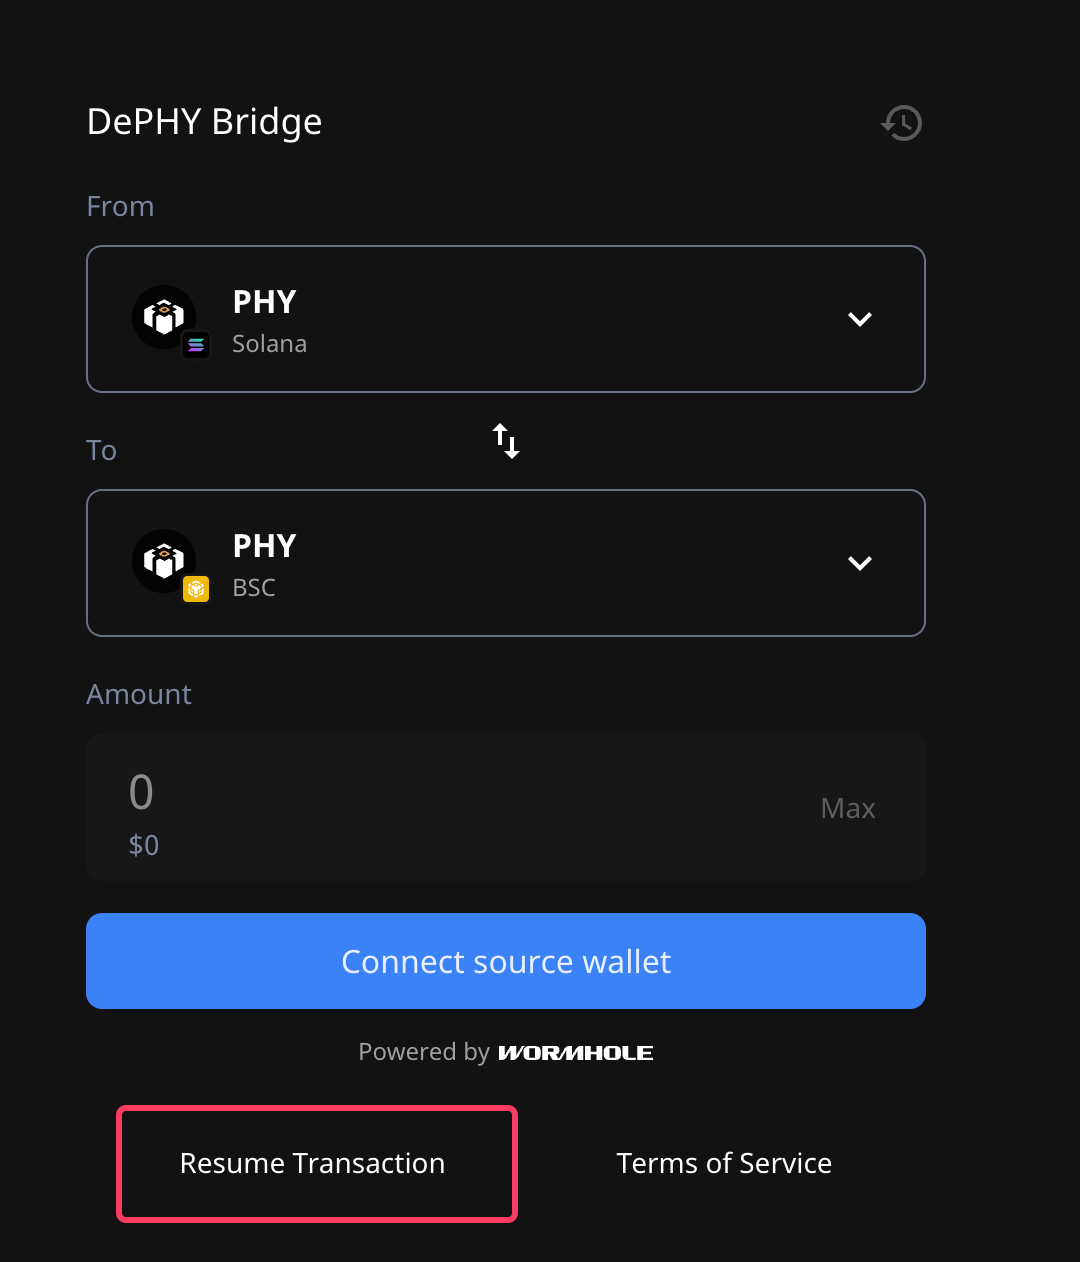 DePHY Bridge
From
PHY
Solana
To
PHY
BSC
Amount
0
Max
$0
Connect source wallet
Powered by WORMHOLE
Resume Transaction
Terms of Service